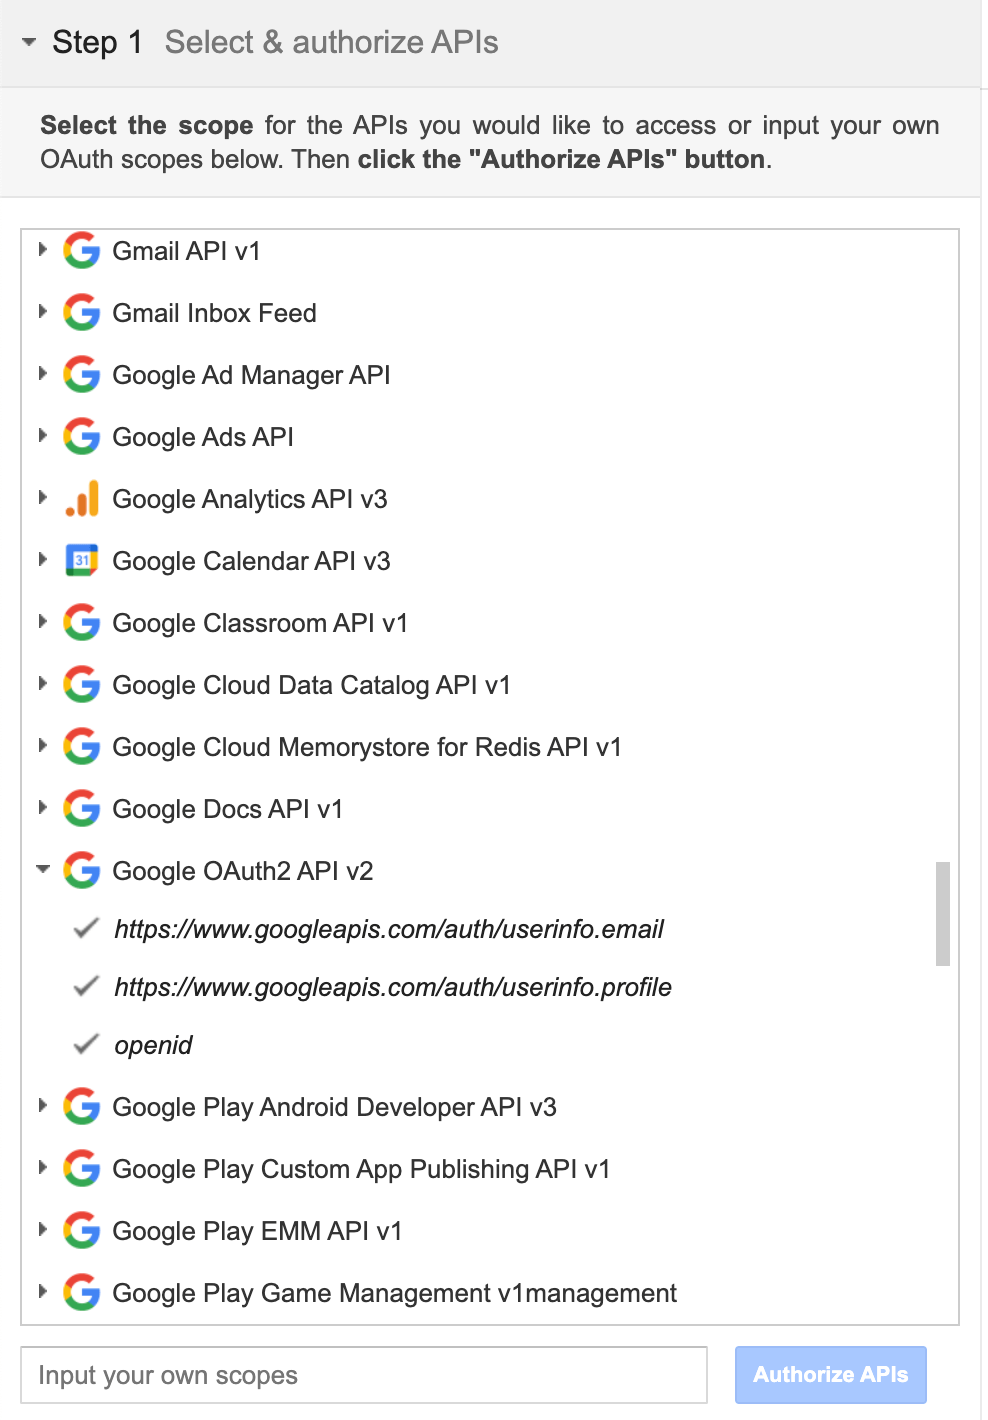 Step 1 Select & authorize APIs
Select the scope for the APIs you would like to access or input your own
OAuth scopes below. Then click the "Authorize APIs" button.
Gmail API v1
Gmail Inbox Feed
Google Ad Manager API
Google Ads API
Google Analytics API v3
31 Google Calendar API v3
Google Classroom API v1
Google Cloud Data Catalog API v1
Google Cloud Memorystore for Redis API v1
Google Docs API v1
Google OAuth2 API v2
https://www.googleapis.com/auth/userinfo.email
https://www.googleapis.com/auth/userinfo.profile
openid
Google Play Android Developer API v3
Google Play Custom App Publishing API v1
Google Play EMM API v1
Google Play Game Management v1management
Input your own scopes Authorize APIs